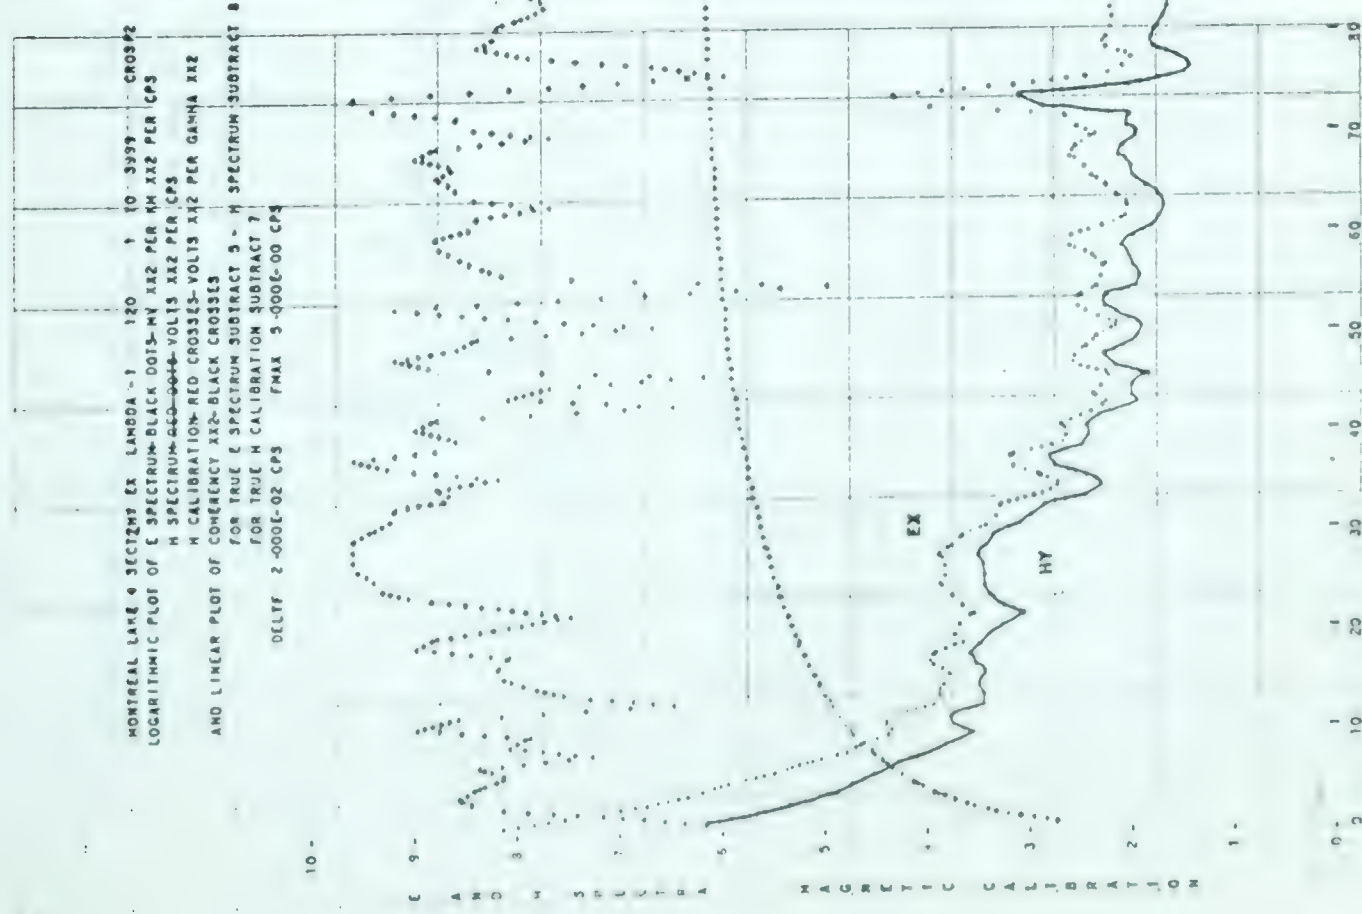 MONTREAL LAKE 4 SECT2HY EX LAMBDA - 1 120 1 TO 3999 CROSP2
LOGARITHMIC PLOT OF E SPECTRUM-BLACK DOTS-MV XX2 PER KM XX2 PER CPS
H SPECTRUM-RED DOTS-VOLTS XX2 PER CPS
H CALIBRATION-RED CROSSES-VOLTS XX2 PER GAMMA XX2
AND LINEAR PLOT OF COHERENCY XX2-BLACK CROSSES
FOR TRUE E SPECTRUM SUBTRACT 5 - H SPECTRUM SUBTRACT 8
FOR TRUE H CALIBRATION SUBTRACT 7
DELTF 2.000E-02 CPS FMAX 5.000E-00 CPS
10-
9-
8-
7-
6-
5-
4-
3-
2-
1-
0-
E AND H SPECTRA
MAGNETIC CALIBRATION
EX
HY
0 10 20 30 40 50 60 70 80